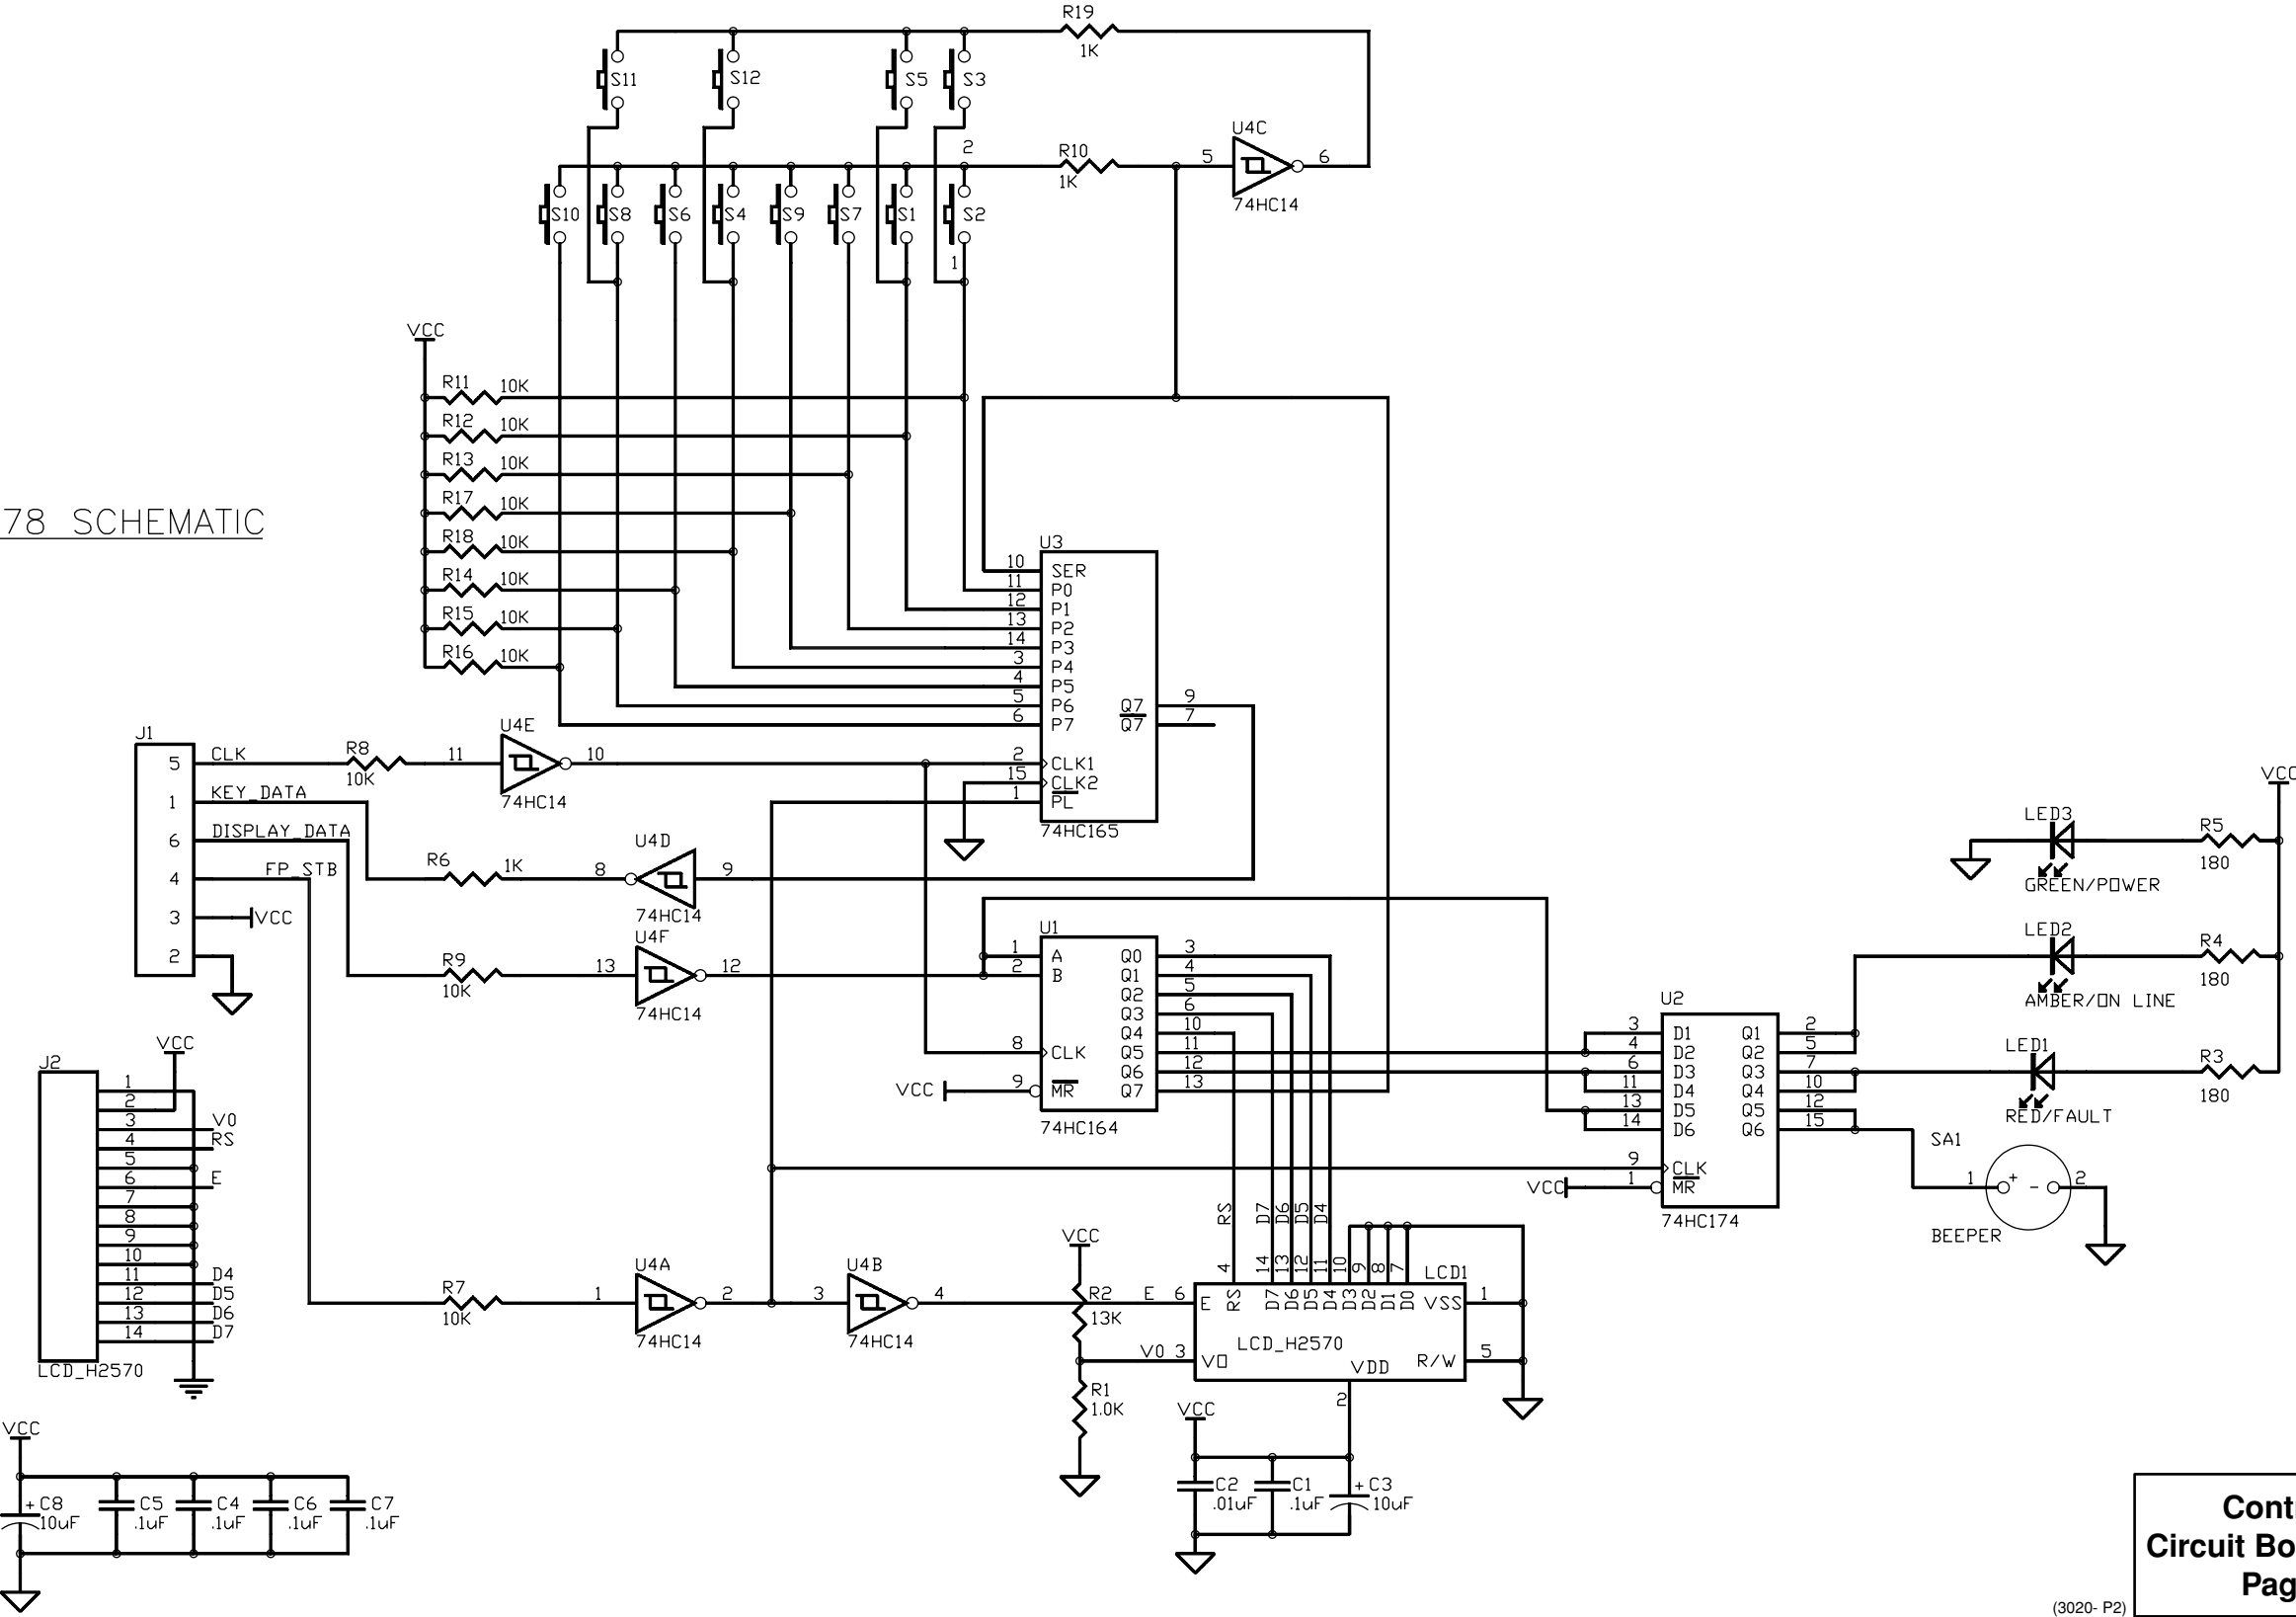 R19
1K
S11
S12
S5
S3
2
R10
1K
5
U4C
6
74HC14
S10
S8
S6
S4
S9
S7
S1
S2
1
VCC
R11 10K
R12 10K
R13 10K
R17 10K
R18 10K
R14 10K
R15 10K
R16 10K
78 SCHEMATIC
U3
10 SER
11 P0
12 P1
13 P2
14 P3
3 P4
4 P5
5 P6
6 P7
Q7 9
Q7 7
2 CLK1
15 CLK2
1 PL
74HC165
J1
5 CLK
1 KEY_DATA
6 DISPLAY_DATA
4 FP_STB
3 VCC
2
R8
10K
11
U4E
10
74HC14
R6 1K
8
U4D
9
74HC14
R9
10K
13
U4F
12
74HC14
U1
1 A
2 B
8 CLK
VCC 9 MR
Q0 3
Q1 4
Q2 5
Q3 6
Q4 10
Q5 11
Q6 12
Q7 13
74HC164
U2
3 D1
4 D2
6 D3
11 D4
13 D5
14 D6
9 CLK
VCC 1 MR
Q1 2
Q2 5
Q3 7
Q4 10
Q5 12
Q6 15
74HC174
LED3
GREEN/POWER
R5
180
LED2
AMBER/ON LINE
R4
180
LED1
RED/FAULT
R3
180
SA1
1 + - 2
BEEPER
J2
VCC
1
2
3 V0
4 RS
5
6 E
7
8
9
10
11 D4
12 D5
13 D6
14 D7
LCD_H2570
R7
10K
1
U4A
2
74HC14
3
U4B
4
74HC14
VCC
R2
13K
R1
1.0K
E 6 E
V0 3 VO
RS D7 D6 D5 D4
4 14 13 12 11 10 9 8 7
RS D7 D6 D5 D4 D3 D2 D1 D0
LCD1
VSS 1
LCD_H2570
VDD
R/W 5
2
VCC
C2
.01uF
C1
.1uF
+ C3
10uF
VCC
+ C8
10uF
C5
.1uF
C4
.1uF
C6
.1uF
C7
.1uF
(3020- P2)